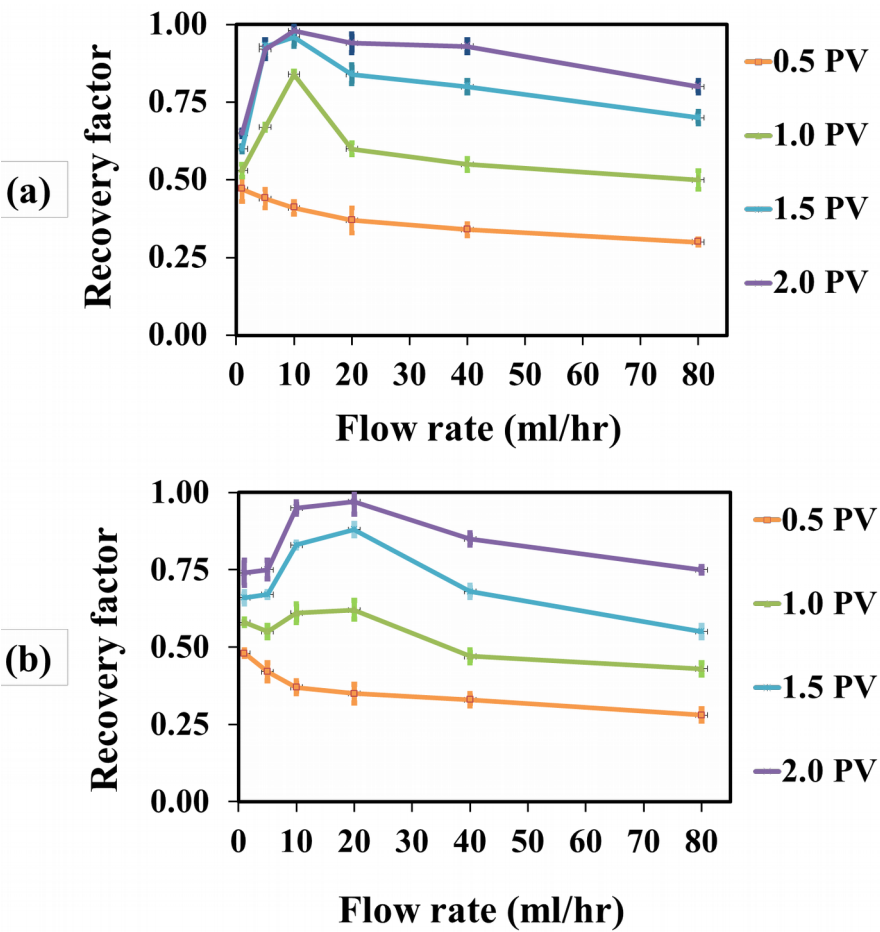 (a)
Recovery factor
1.00
0.75
0.50
0.25
0.00
0 10 20 30 40 50 60 70 80
Flow rate (ml/hr)
0.5 PV
1.0 PV
1.5 PV
2.0 PV
(b)
Recovery factor
1.00
0.75
0.50
0.25
0.00
0 10 20 30 40 50 60 70 80
Flow rate (ml/hr)
0.5 PV
1.0 PV
1.5 PV
2.0 PV